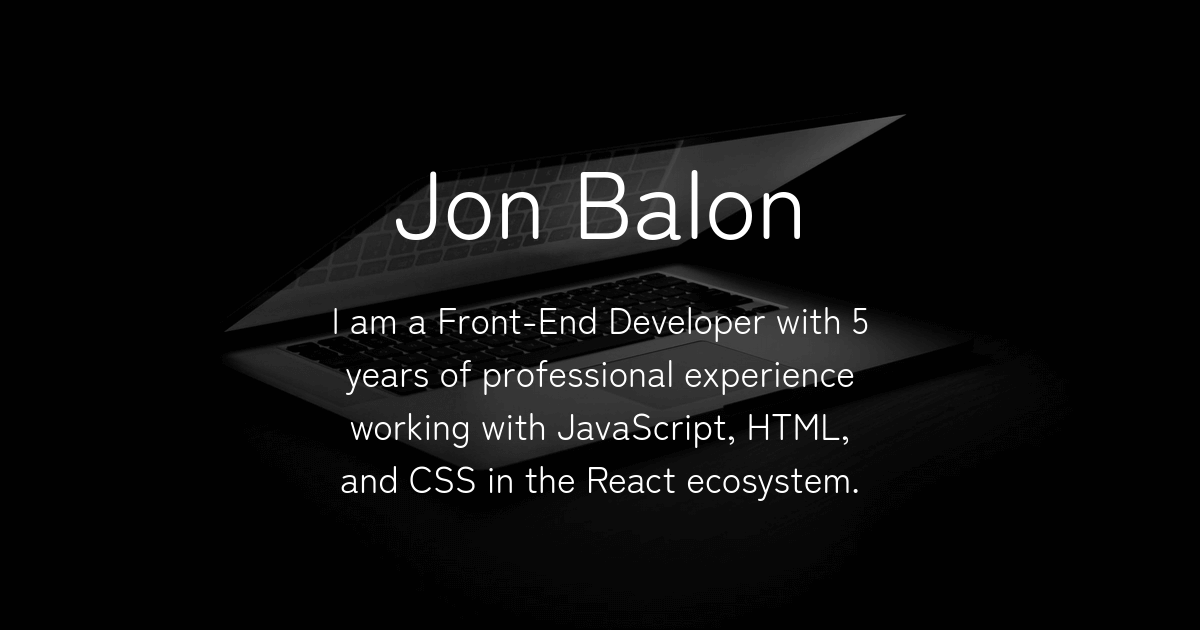 Jon Balon
I am a Front-End Developer with 5
years of professional experience
working with JavaScript, HTML,
and CSS in the React ecosystem.